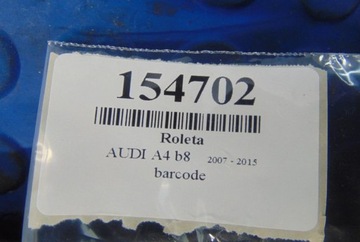 154702
Roleta
AUDI A4 b8 2007 - 2015
barcode